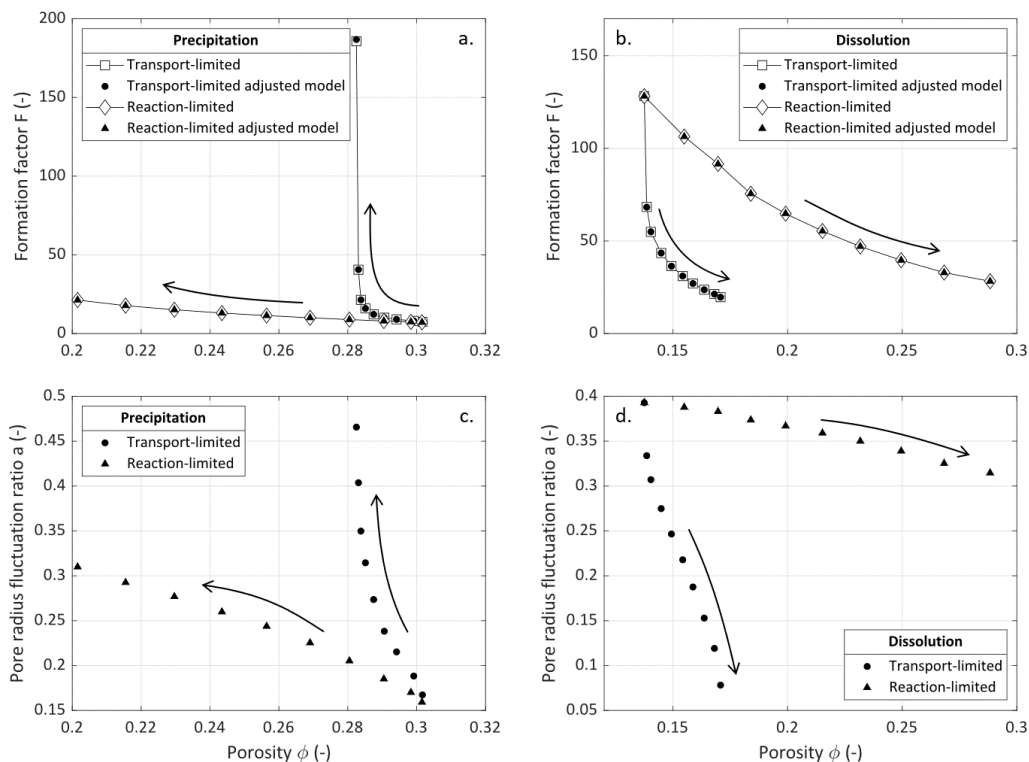 Precipitation
Transport-limited
Transport-limited adjusted model
Reaction-limited
Reaction-limited adjusted model
a.
Formation factor F (-)
200
150
100
50
0
0.2 0.22 0.24 0.26 0.28 0.3 0.32
Dissolution
Transport-limited
Transport-limited adjusted model
Reaction-limited
Reaction-limited adjusted model
b.
Formation factor F (-)
150
100
50
0
0.15 0.2 0.25 0.3
Precipitation
Transport-limited
Reaction-limited
c.
Pore radius fluctuation ratio a (-)
0.5
0.45
0.4
0.35
0.3
0.25
0.2
0.15
0.2 0.22 0.24 0.26 0.28 0.3 0.32
Porosity ϕ (-)
d.
Pore radius fluctuation ratio a (-)
0.4
0.35
0.3
0.25
0.2
0.15
0.1
0.05
Dissolution
Transport-limited
Reaction-limited
0.15 0.2 0.25 0.3
Porosity ϕ (-)